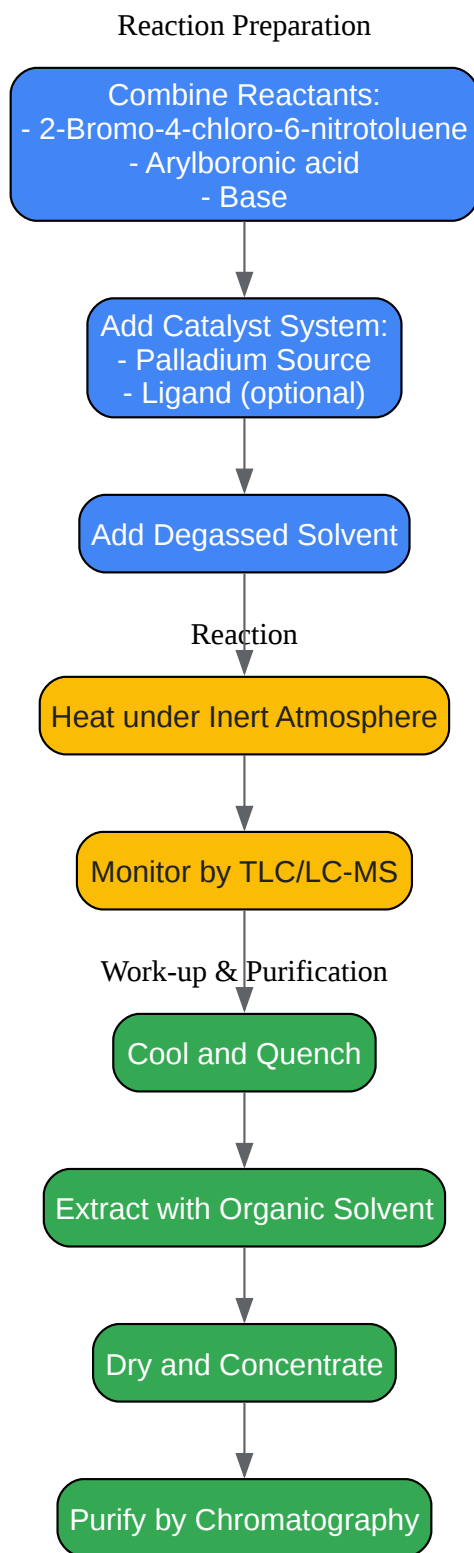 Reaction Preparation
Combine Reactants:
- 2-Bromo-4-chloro-6-nitrotoluene
- Arylboronic acid
- Base
Add Catalyst System:
- Palladium Source
- Ligand (optional)
Add Degassed Solvent
Reaction
Heat under Inert Atmosphere
Monitor by TLC/LC-MS
Work-up & Purification
Cool and Quench
Extract with Organic Solvent
Dry and Concentrate
Purify by Chromatography